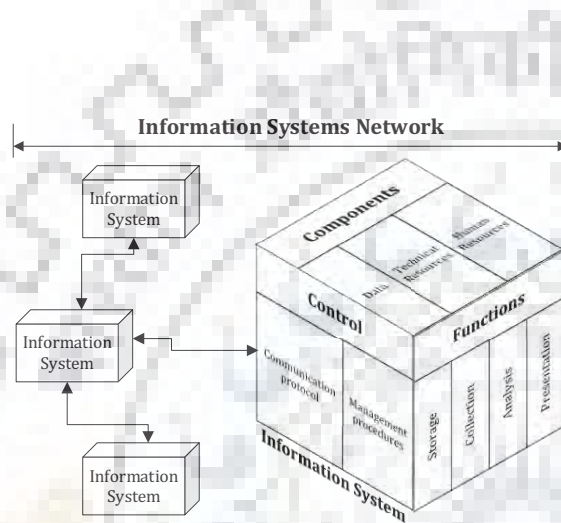 Information Systems Network
Information
System
Information
System
Information
System
Components
Data
Technical
Resources
Human
Resources
Control
Communication
protocol
Management
procedures
Functions
Storage
Collection
Analysis
Presentation
Information System